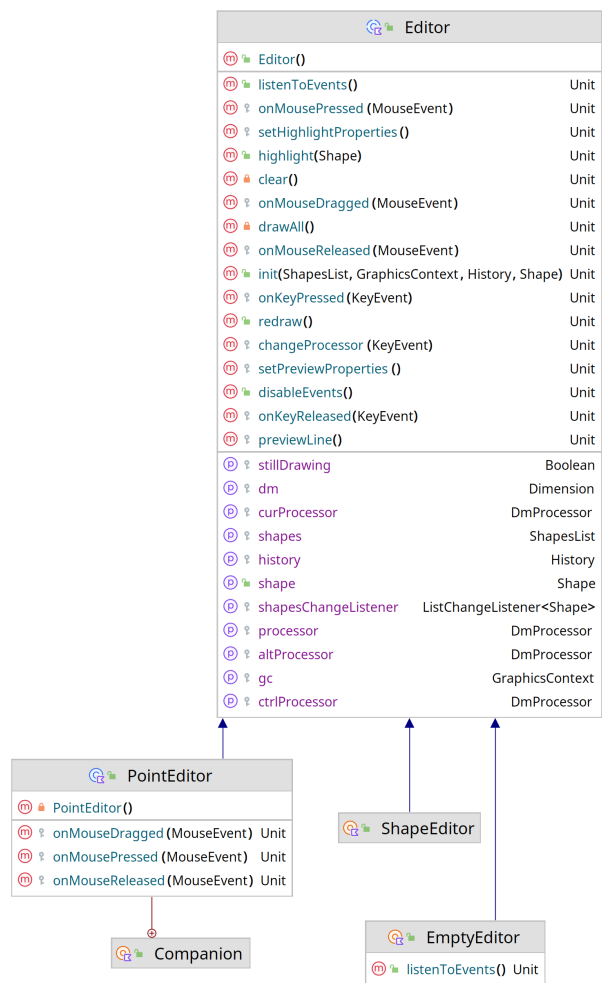 Editor
Editor()
listenToEvents() Unit
onMousePressed (MouseEvent) Unit
setHighlightProperties () Unit
highlight(Shape) Unit
clear() Unit
onMouseDragged (MouseEvent) Unit
drawAll() Unit
onMouseReleased (MouseEvent) Unit
init(ShapesList, GraphicsContext, History, Shape) Unit
onKeyPressed (KeyEvent) Unit
redraw() Unit
changeProcessor (KeyEvent) Unit
setPreviewProperties () Unit
disableEvents() Unit
onKeyReleased(KeyEvent) Unit
previewLine() Unit
stillDrawing Boolean
dm Dimension
curProcessor DmProcessor
shapes ShapesList
history History
shape Shape
shapesChangeListener ListChangeListener<Shape>
processor DmProcessor
altProcessor DmProcessor
gc GraphicsContext
ctrlProcessor DmProcessor
PointEditor
PointEditor()
onMouseDragged (MouseEvent) Unit
onMousePressed (MouseEvent) Unit
onMouseReleased (MouseEvent) Unit
ShapeEditor
Companion
EmptyEditor
listenToEvents() Unit